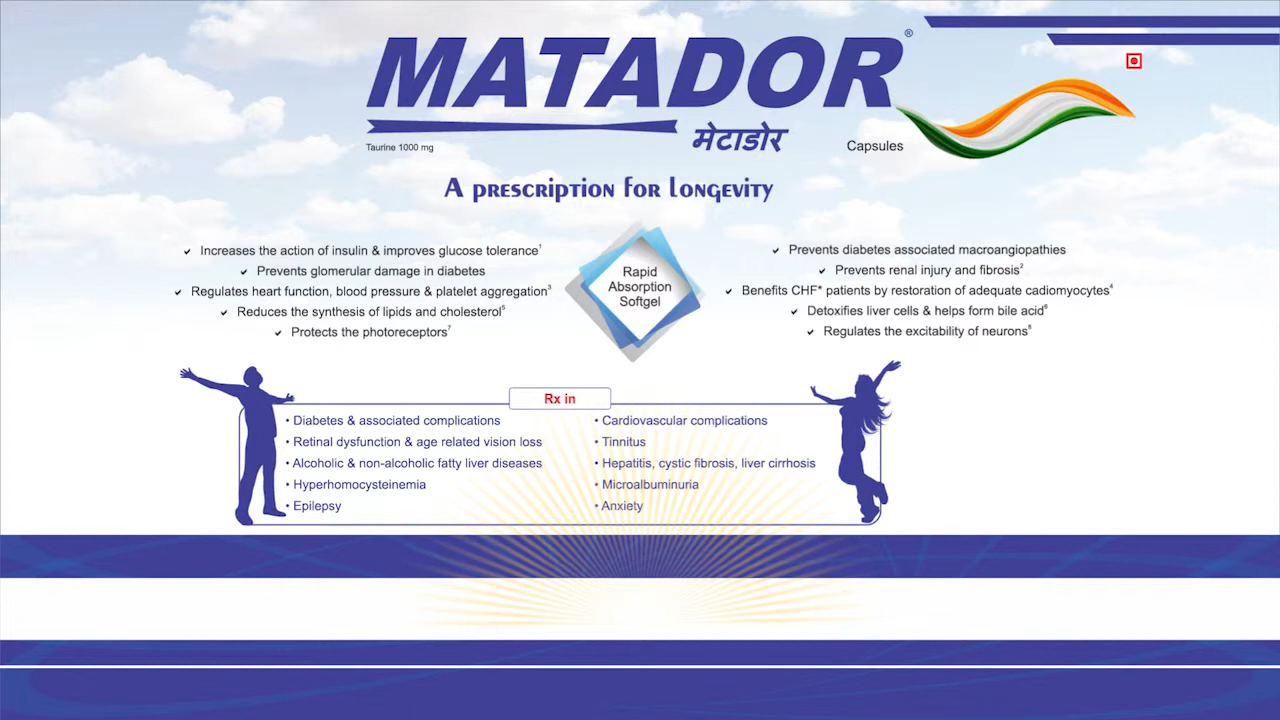 MATADOR®
Taurine 1000 mg
मेटाडोर
Capsules
A prescription for Longevity
✓ Increases the action of insulin & improves glucose tolerance¹
✓ Prevents glomerular damage in diabetes
✓ Regulates heart function, blood pressure & platelet aggregation³
✓ Reduces the synthesis of lipids and cholesterol⁵
✓ Protects the photoreceptors⁷
Rapid
Absorption
Softgel
✓ Prevents diabetes associated macroangiopathies
✓ Prevents renal injury and fibrosis²
✓ Benefits CHF* patients by restoration of adequate cadiomyocytes⁴
✓ Detoxifies liver cells & helps form bile acid⁶
✓ Regulates the excitability of neurons⁸
Rx in
• Diabetes & associated complications
• Retinal dysfunction & age related vision loss
• Alcoholic & non-alcoholic fatty liver diseases
• Hyperhomocysteinemia
• Epilepsy
• Cardiovascular complications
• Tinnitus
• Hepatitis, cystic fibrosis, liver cirrhosis
• Microalbuminuria
• Anxiety